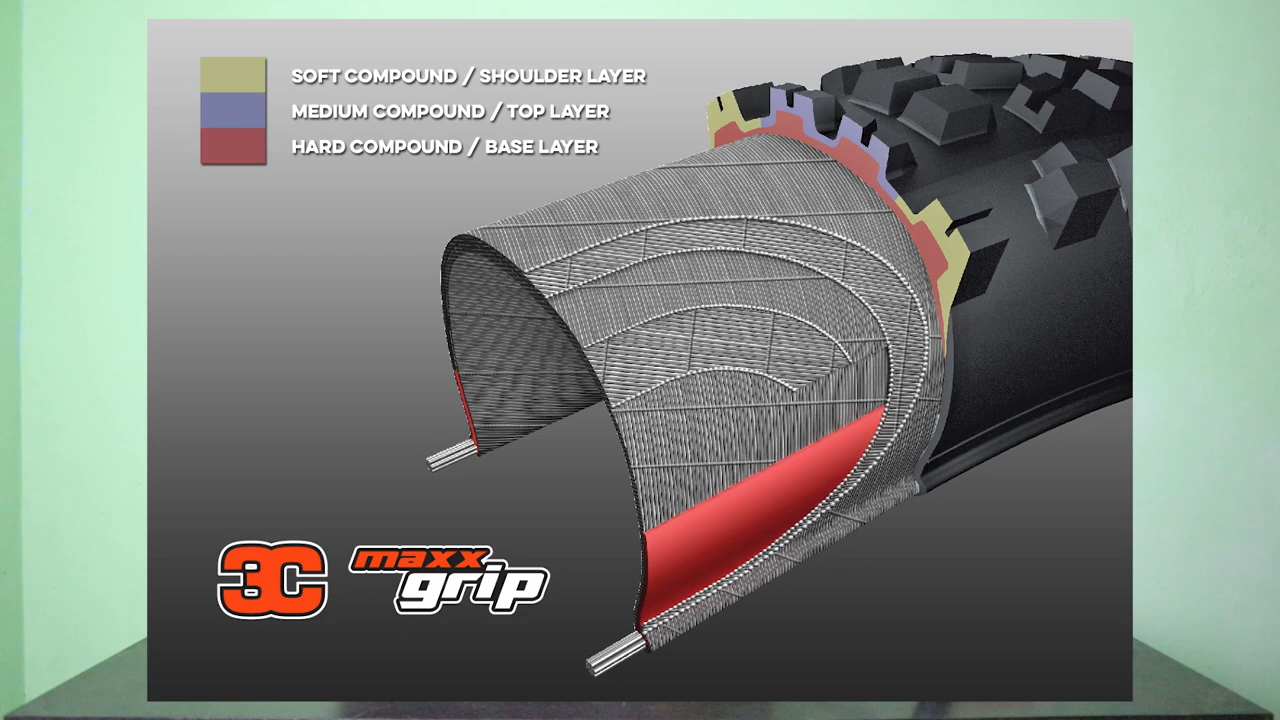 SOFT COMPOUND / SHOULDER LAYER
MEDIUM COMPOUND / TOP LAYER
HARD COMPOUND / BASE LAYER
3C maxx
grip